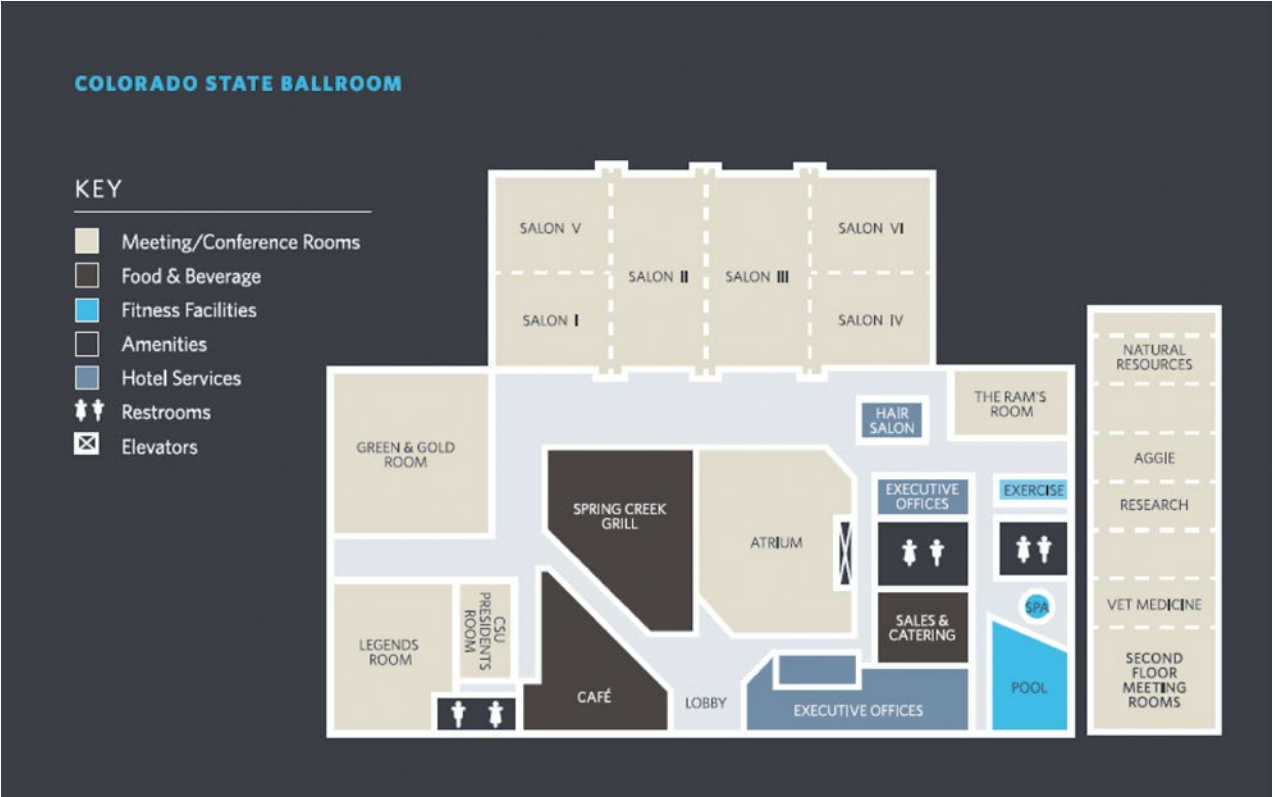 COLORADO STATE BALLROOM
KEY
Meeting/Conference Rooms
Food & Beverage
Fitness Facilities
Amenities
Hotel Services
Restrooms
Elevators
SALON V
SALON VI
SALON II
SALON III
SALON I
SALON IV
NATURAL
RESOURCES
THE RAM'S
ROOM
HAIR
SALON
GREEN & GOLD
ROOM
AGGIE
EXECUTIVE
OFFICES
EXERCISE
RESEARCH
SPRING CREEK
GRILL
ATRIUM
CSU
PRESIDENTS
ROOM
SPA
VET MEDICINE
SALES &
CATERING
LEGENDS
ROOM
SECOND
FLOOR
MEETING
ROOMS
POOL
CAFÉ
LOBBY
EXECUTIVE OFFICES